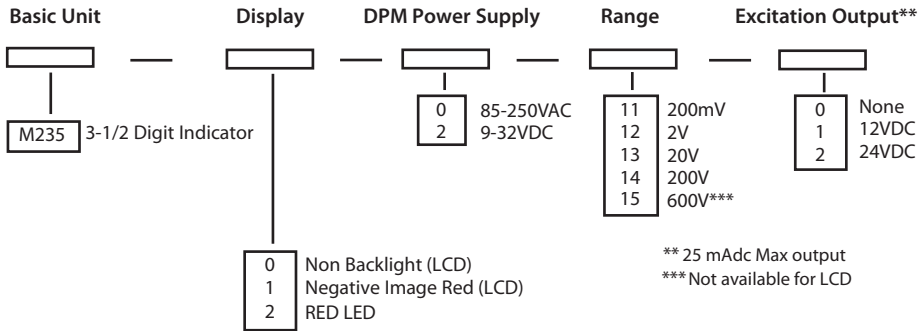 Basic Unit Display DPM Power Supply Range Excitation Output**
M235 3-1/2 Digit Indicator
0 85-250VAC
2 9-32VDC
11 200mV
12 2V
13 20V
14 200V
15 600V***
0 None
1 12VDC
2 24VDC
0 Non Backlight (LCD)
1 Negative Image Red (LCD)
2 RED LED
** 25 mAdc Max output
*** Not available for LCD